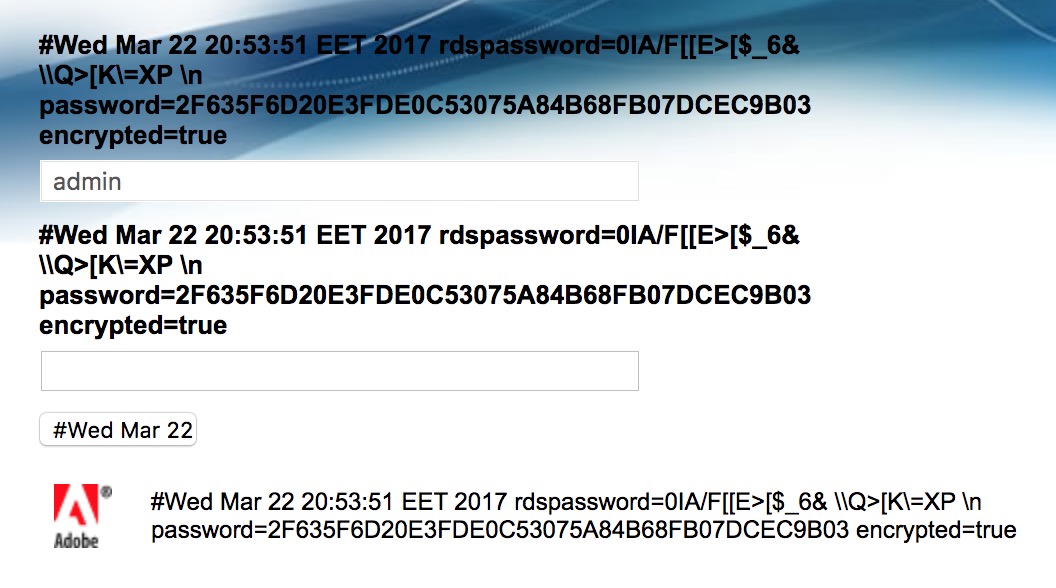 #Wed Mar 22 20:53:51 EET 2017 rdspassword=0IA/F[[E>[$_6&
\\Q>[K\=XP \n
password=2F635F6D20E3FDE0C53075A84B68FB07DCEC9B03
encrypted=true
admin
#Wed Mar 22 20:53:51 EET 2017 rdspassword=0IA/F[[E>[$_6&
\\Q>[K\=XP \n
password=2F635F6D20E3FDE0C53075A84B68FB07DCEC9B03
encrypted=true
#Wed Mar 22
Adobe®
#Wed Mar 22 20:53:51 EET 2017 rdspassword=0IA/F[[E>[$_6& \\Q>[K\=XP \n
password=2F635F6D20E3FDE0C53075A84B68FB07DCEC9B03 encrypted=true